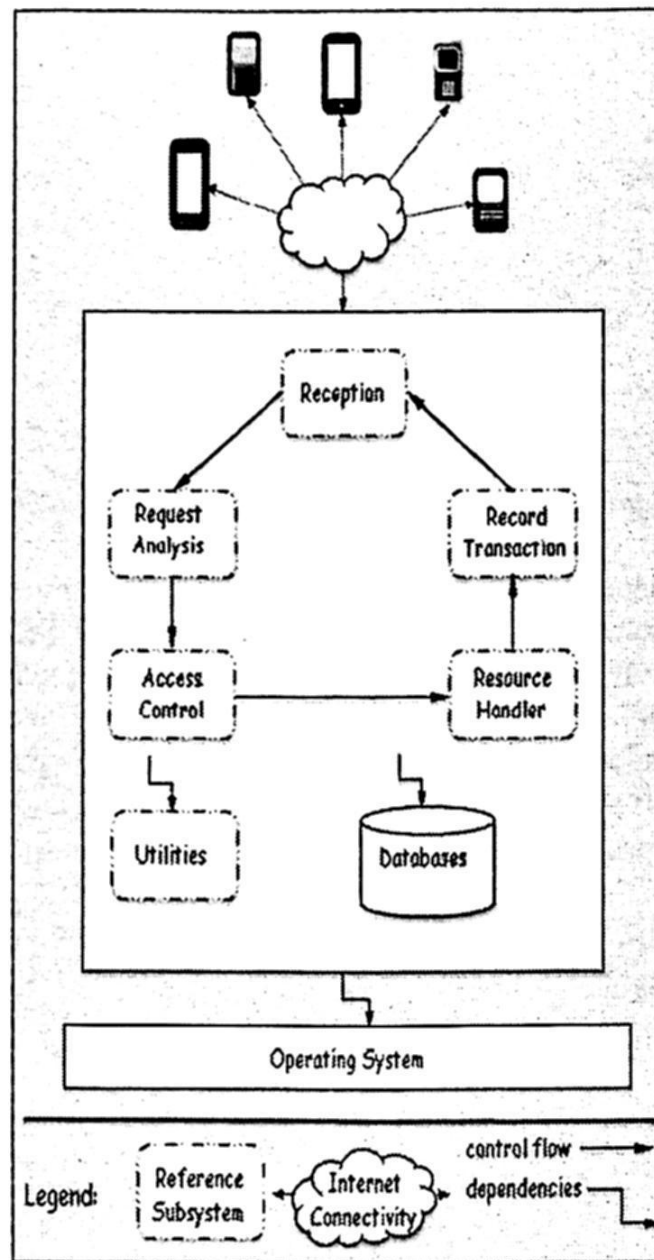 Reception
Request
Analysis
Record
Transaction
Access
Control
Resource
Handler
Utilities
Databases
Operating System
Legend:
Reference
Subsystem
Internet
Connectivity
control flow
dependencies